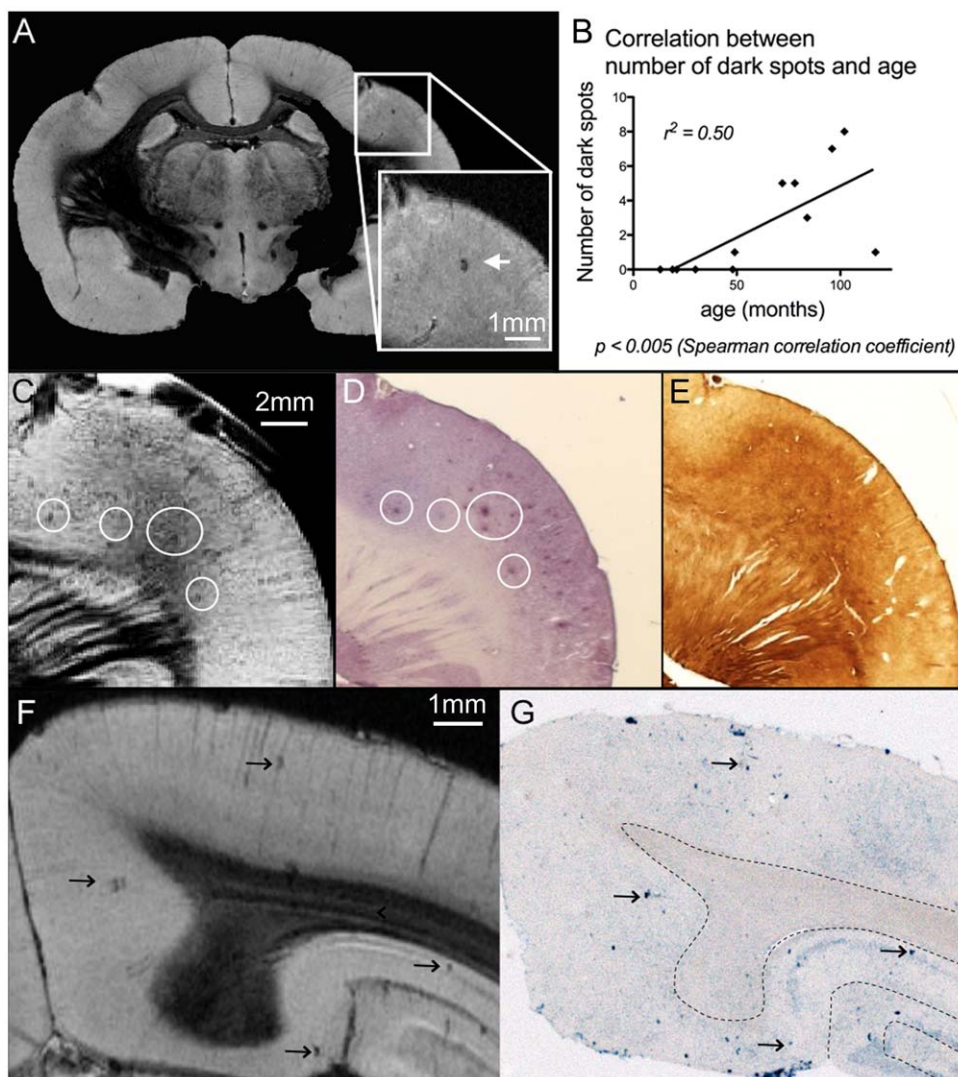 A
1mm
B
Correlation between
number of dark spots and age
Number of dark spots
r² = 0.50
10
8
6
4
2
0
0
50
100
age (months)
p < 0.005 (Spearman correlation coefficient)
C
2mm
D
E
F
1mm
G